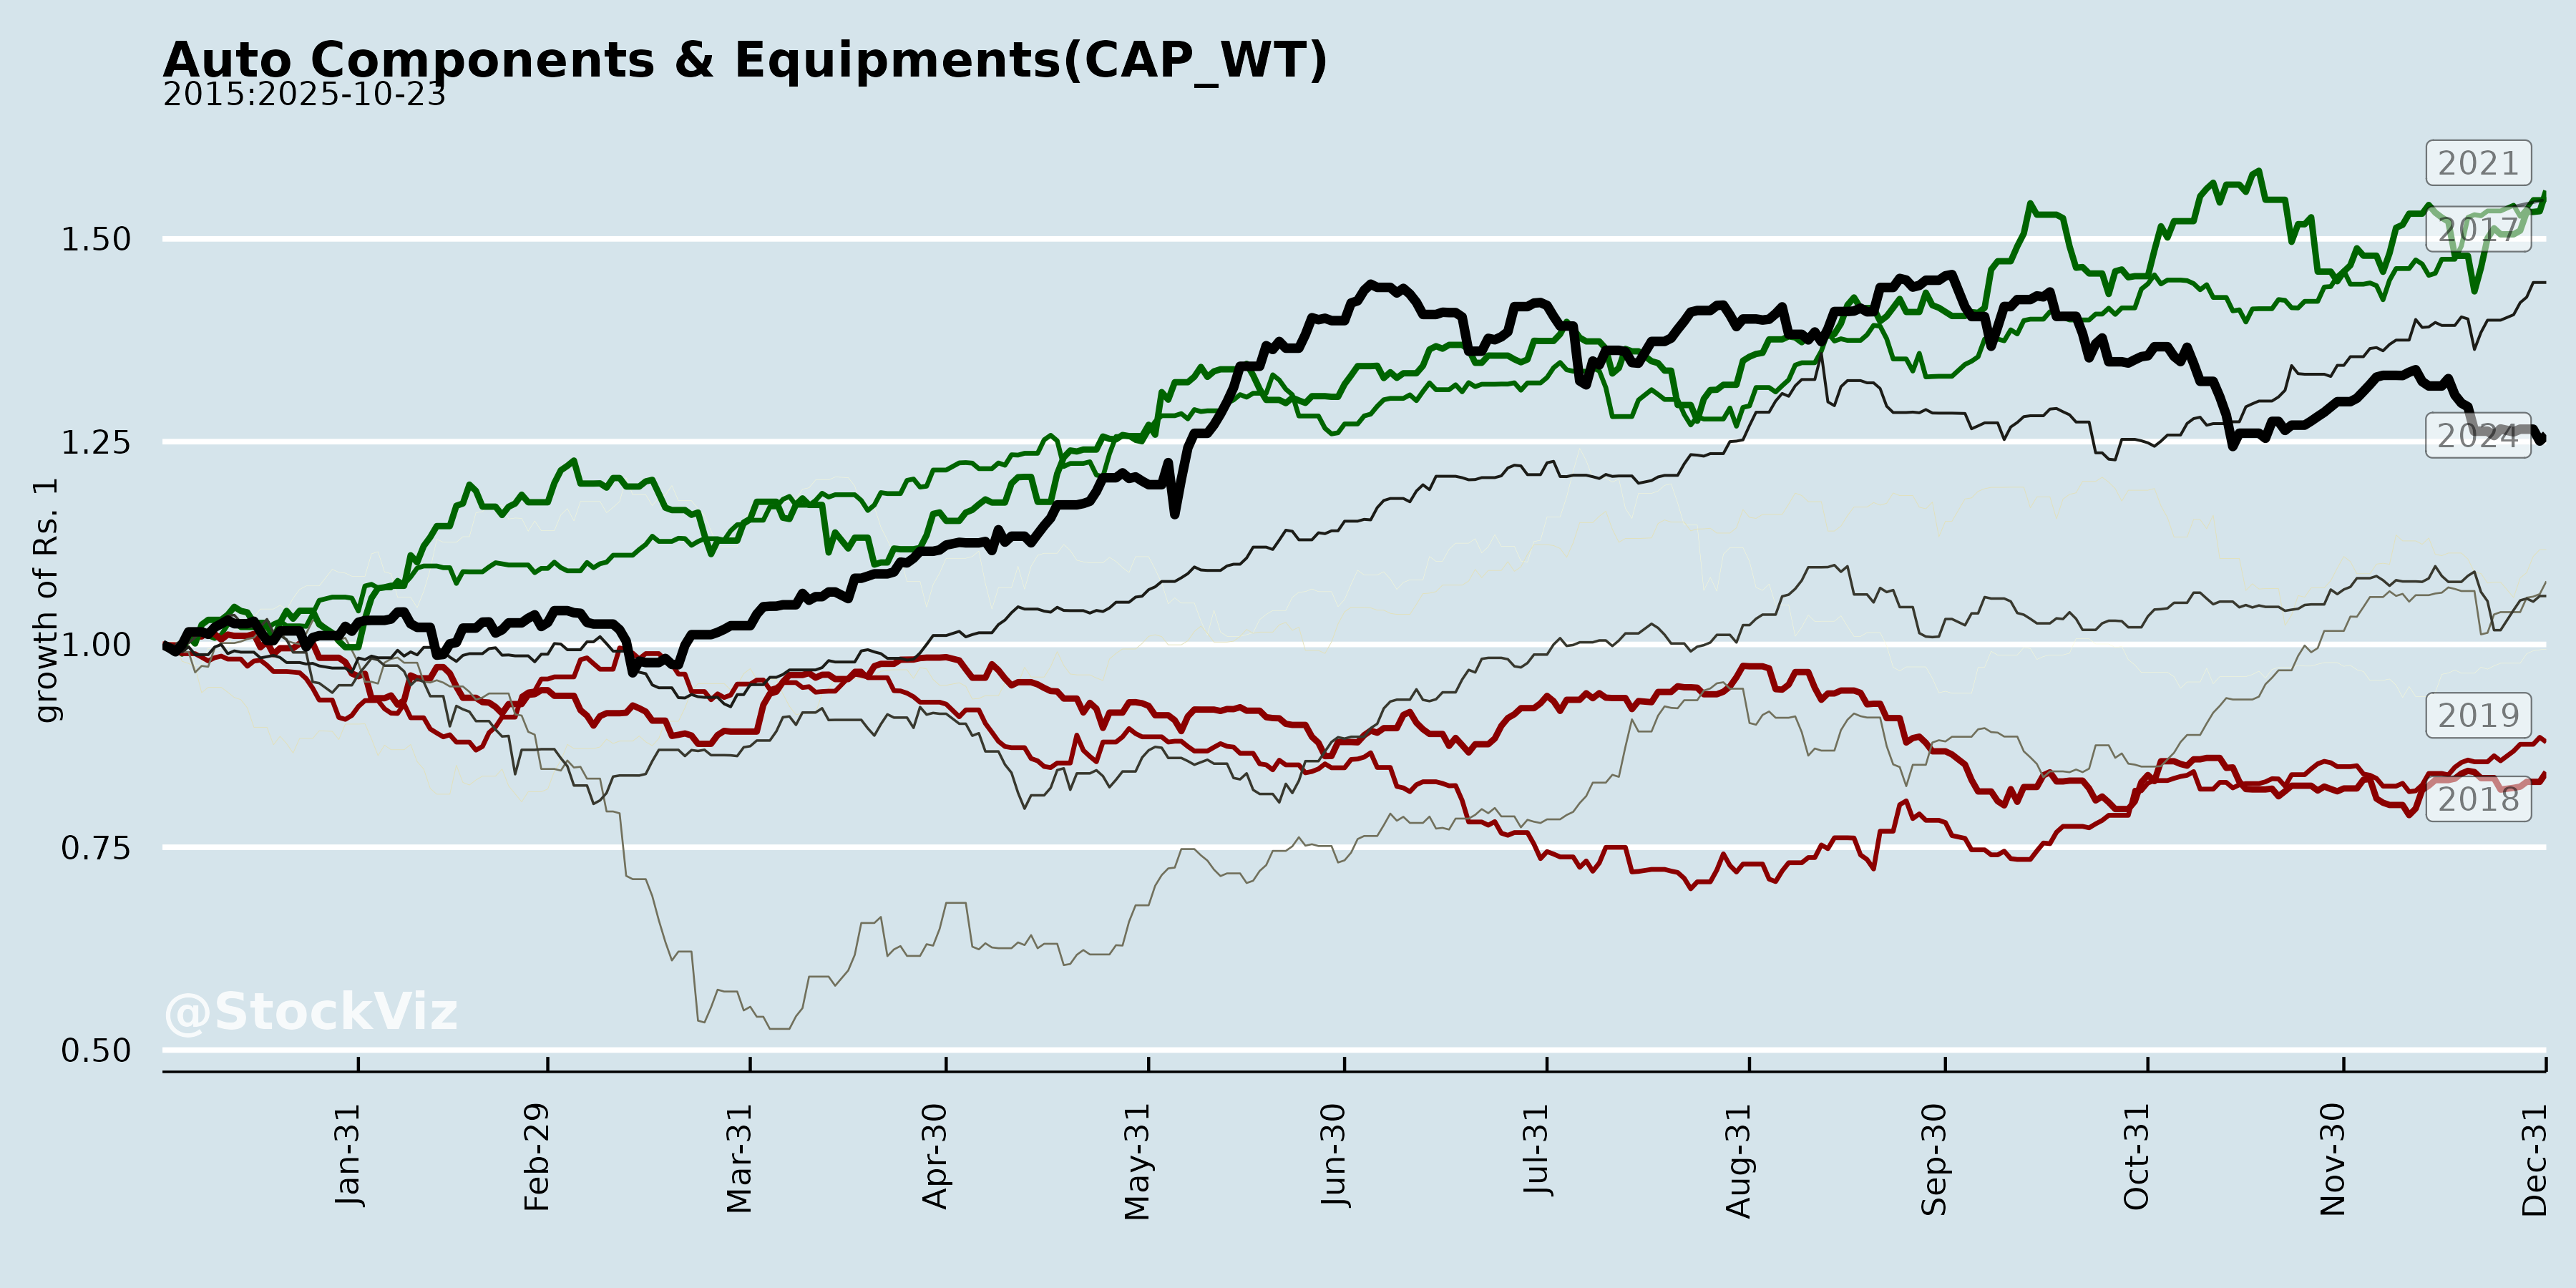 Auto Components & Equipments(CAP_WT)
2015:2025-10-23
growth of Rs. 1
1.50
1.25
1.00
0.75
0.50
2021
2017
2024
2019
2018
@StockViz
Jan-31
Feb-29
Mar-31
Apr-30
May-31
Jun-30
Jul-31
Aug-31
Sep-30
Oct-31
Nov-30
Dec-31